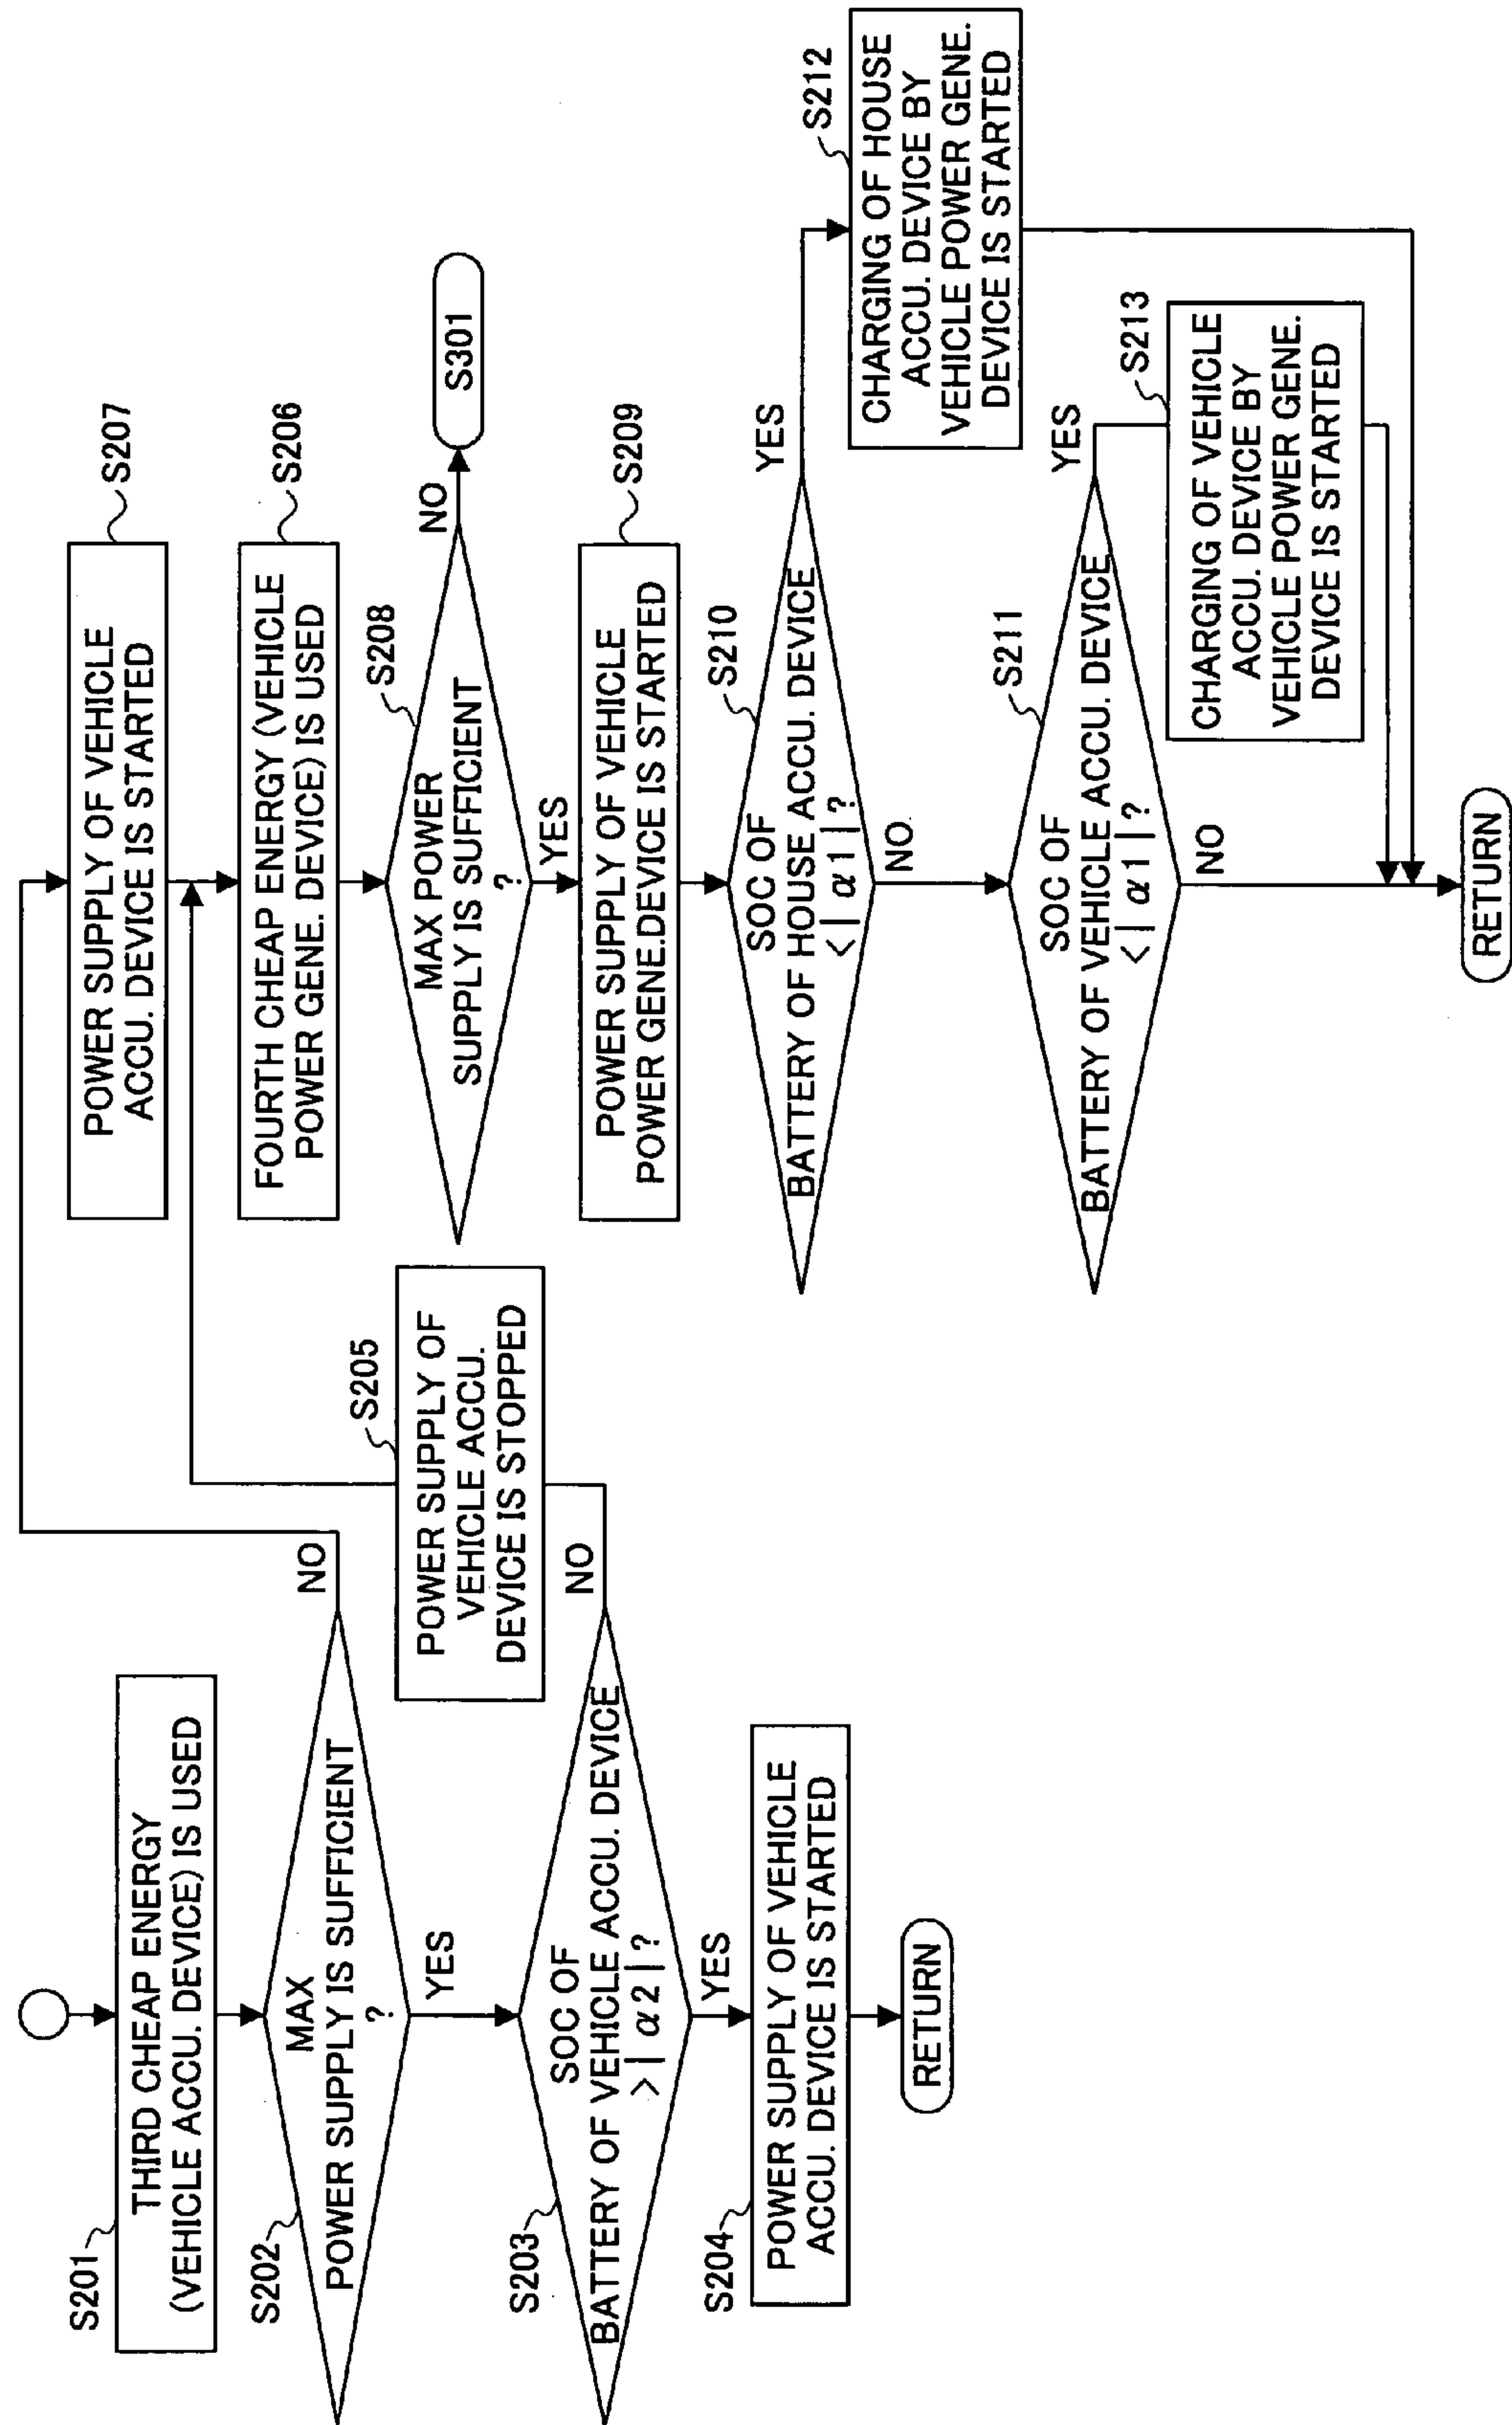 S201
THIRD CHEAP ENERGY
(VEHICLE ACCU. DEVICE) IS USED
S202
MAX
POWER SUPPLY IS SUFFICIENT
?
NO
YES
S203
SOC OF
BATTERY OF VEHICLE ACCU. DEVICE
>|α2|?
NO
YES
S204
POWER SUPPLY OF VEHICLE
ACCU. DEVICE IS STARTED
RETURN
S205
POWER SUPPLY OF
VEHICLE ACCU.
DEVICE IS STOPPED
S207
POWER SUPPLY OF VEHICLE
ACCU. DEVICE IS STARTED
S206
FOURTH CHEAP ENERGY (VEHICLE
POWER GENE. DEVICE) IS USED
S208
MAX POWER
SUPPLY IS SUFFICIENT
?
NO
S301
YES
S209
POWER SUPPLY OF VEHICLE
POWER GENE.DEVICE IS STARTED
S210
SOC OF
BATTERY OF HOUSE ACCU. DEVICE
<|α1|?
YES
NO
S212
CHARGING OF HOUSE
ACCU. DEVICE BY
VEHICLE POWER GENE.
DEVICE IS STARTED
S211
SOC OF
BATTERY OF VEHICLE ACCU. DEVICE
<|α1|?
YES
NO
S213
CHARGING OF VEHICLE
ACCU. DEVICE BY
VEHICLE POWER GENE.
DEVICE IS STARTED
RETURN